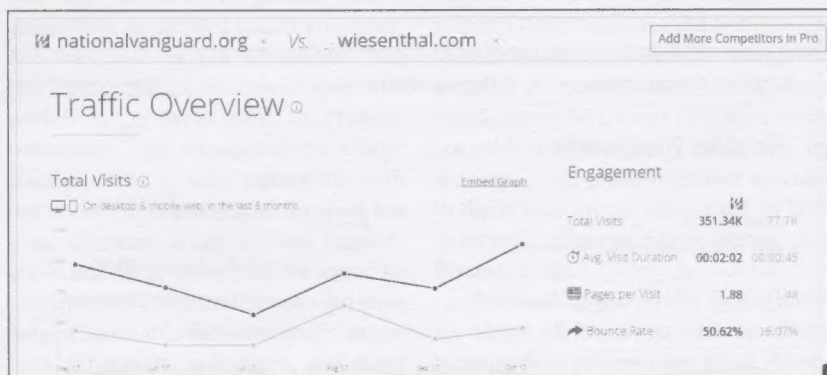 nationalvanguard.org × Vs. wiesenthal.com ×
Add More Competitors in Pro
Traffic Overview
Total Visits
Embed Graph
On desktop & mobile web, in the last 6 months
Engagement
Total Visits 351.34K 77.7K
Avg. Visit Duration 00:02:02
Pages per Visit 1.88
Bounce Rate 50.62% 36.07%